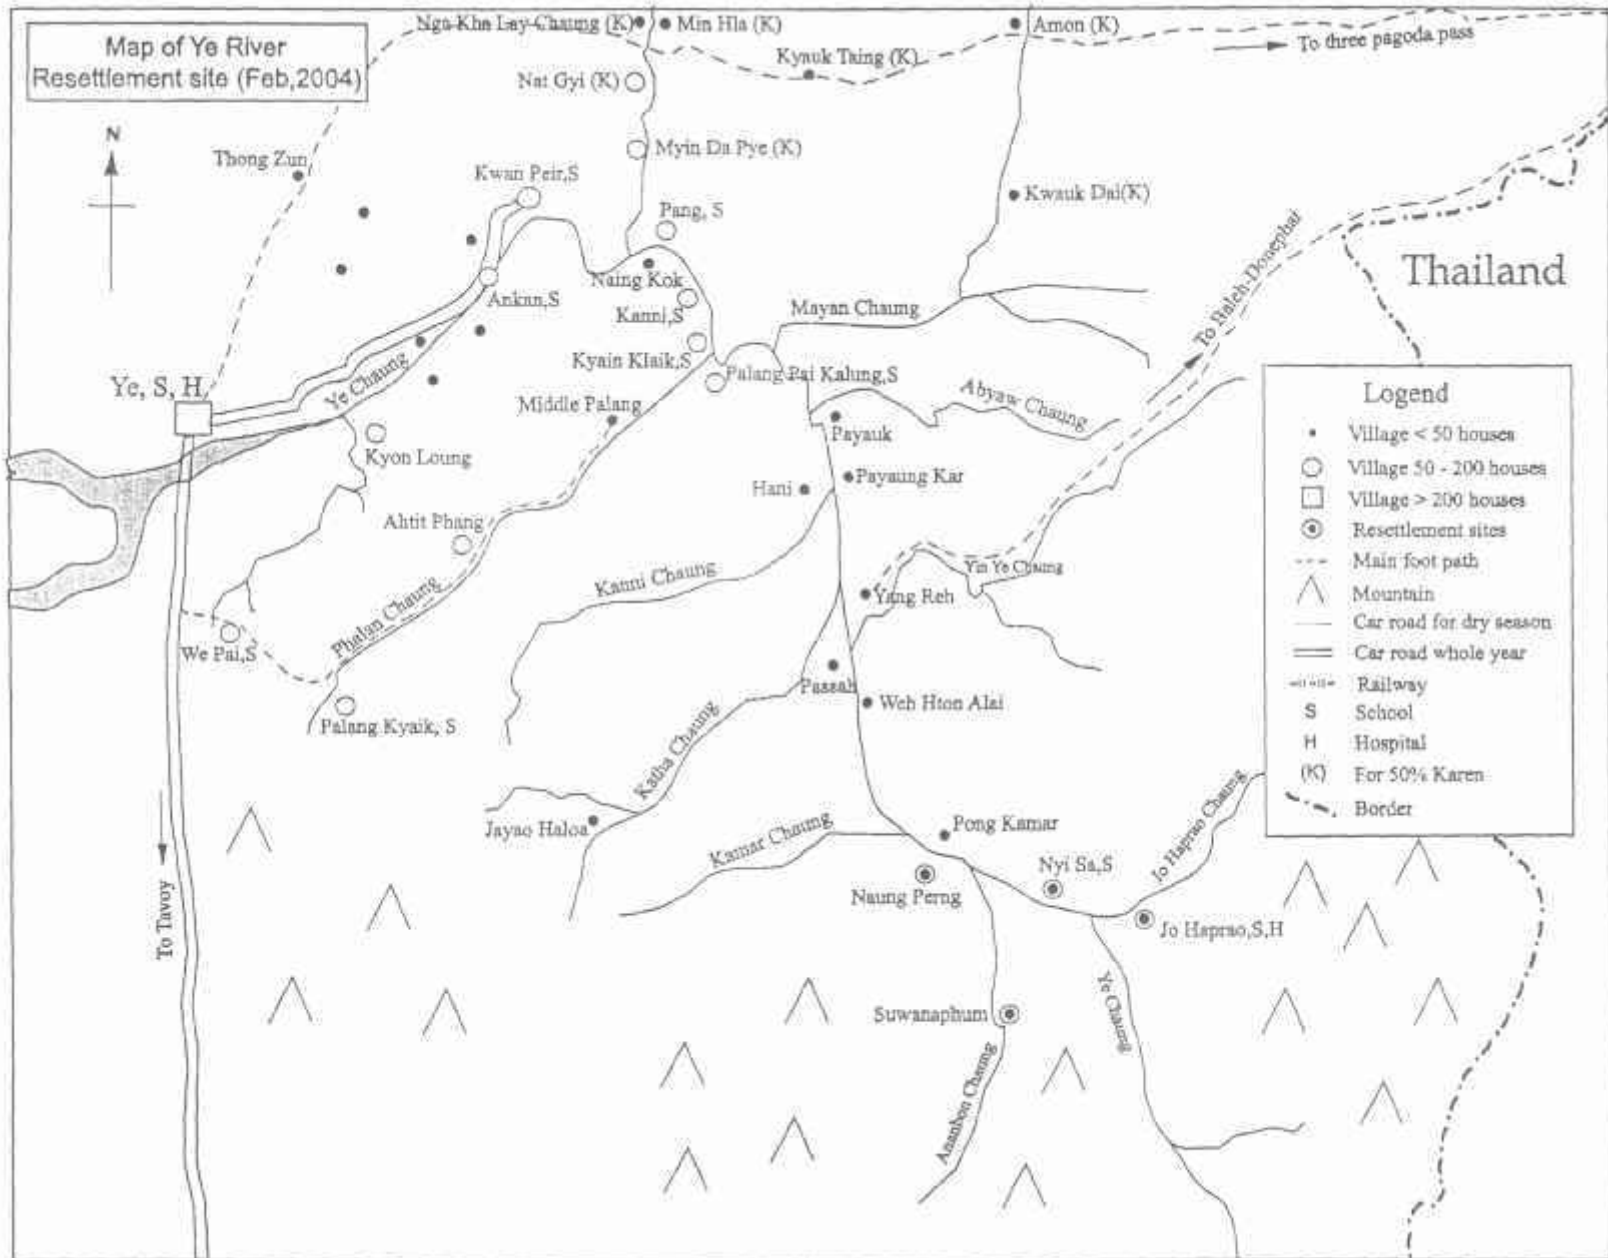 Map of Ye River
Resettlement site (Feb,2004)
N
Nga Kha Lay Chaung (K)
Min Hla (K)
Amon (K)
To three pagoda pass
Kyauk Taing (K)
Nat Gyi (K)
Thong Zun
Myin Da Pye (K)
Kwan Peir,S
Kwauk Dai(K)
Pang, S
To Baleh-Donephai
Thailand
Naing Kok
Ankan,S
Kanni,S
Mayan Chaung
Kyain Klaik,S
Palang Pai Kalung,S
Ye, S, H,
Ye Chaung
Abyaw Chaung
Middle Palang
Payauk
Kyon Loung
Payaung Kar
Hani
Ahtit Phang
Kanni Chaung
Yin Ye Chaung
Yang Reh
Phalan Chaung
We Pai,S
Passah
Weh Hton Alai
Palang Kyaik, S
Katha Chaung
Jayao Haloa
Kamar Chaung
Pong Kamar
Jo Haprao Chaung
Nyi Sa,S
Naung Perng
Jo Haprao,S,H
To Tavoy
Suwanaphum
Ye Chaung
Ananbon Chaung
Legend
Village < 50 houses
Village 50 - 200 houses
Village > 200 houses
Resettlement sites
Main foot path
Mountain
Car road for dry season
Car road whole year
Railway
S School
H Hospital
(K) For 50% Karen
Border